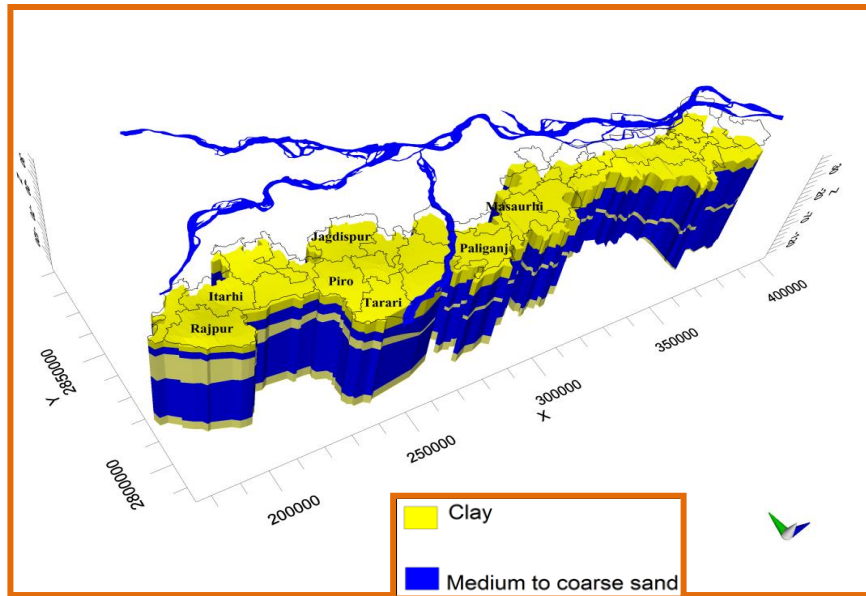 Jagdispur
Masaurhi
Paliganj
Itarhi
Piro
Tarari
Rajpur
Z
400000
350000
300000
X
250000
200000
2850000
Y
2800000
Clay
Medium to coarse sand